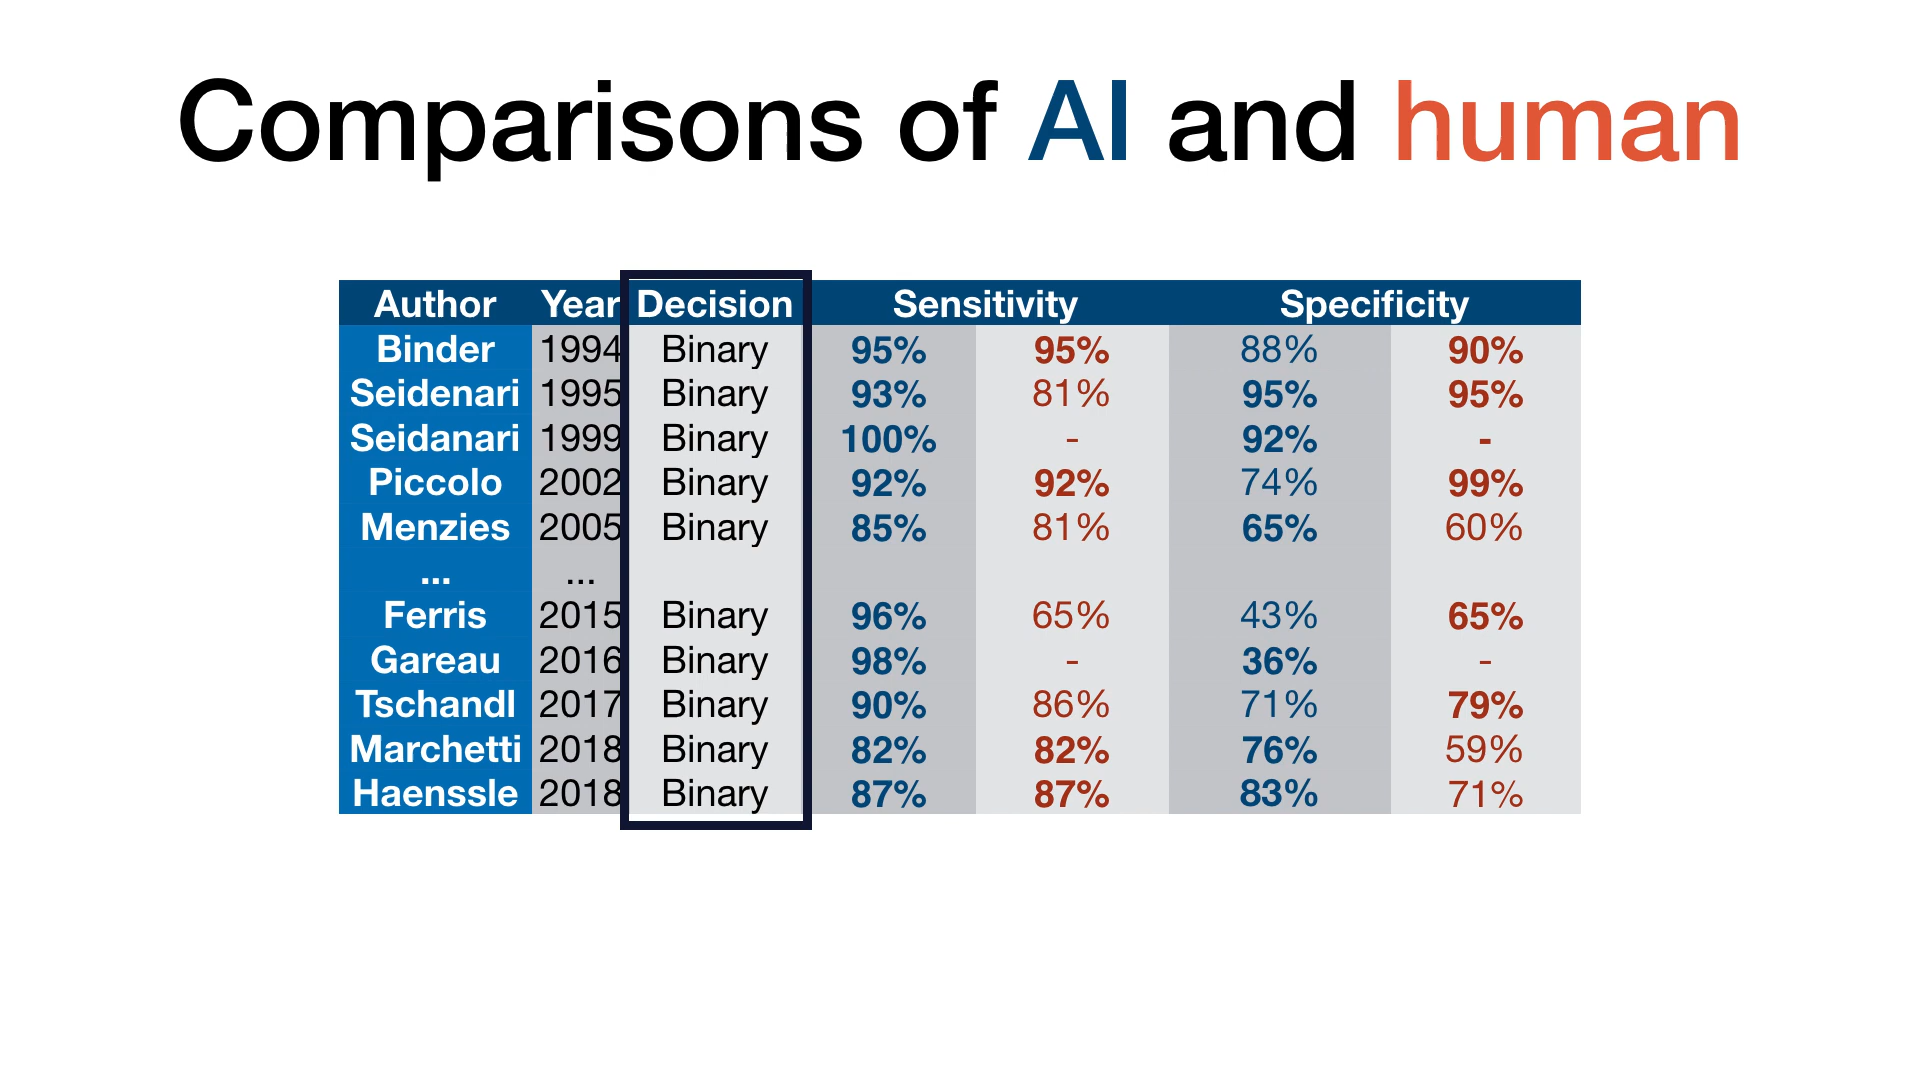 Comparisons of AI and human
Author Year Decision Sensitivity Specificity
Binder 1994 Binary 95% 95% 88% 90%
Seidenari 1995 Binary 93% 81% 95% 95%
Seidanari 1999 Binary 100% - 92% -
Piccolo 2002 Binary 92% 92% 74% 99%
Menzies 2005 Binary 85% 81% 65% 60%
... ...
Ferris 2015 Binary 96% 65% 43% 65%
Gareau 2016 Binary 98% - 36% -
Tschandl 2017 Binary 90% 86% 71% 79%
Marchetti 2018 Binary 82% 82% 76% 59%
Haenssle 2018 Binary 87% 87% 83% 71%